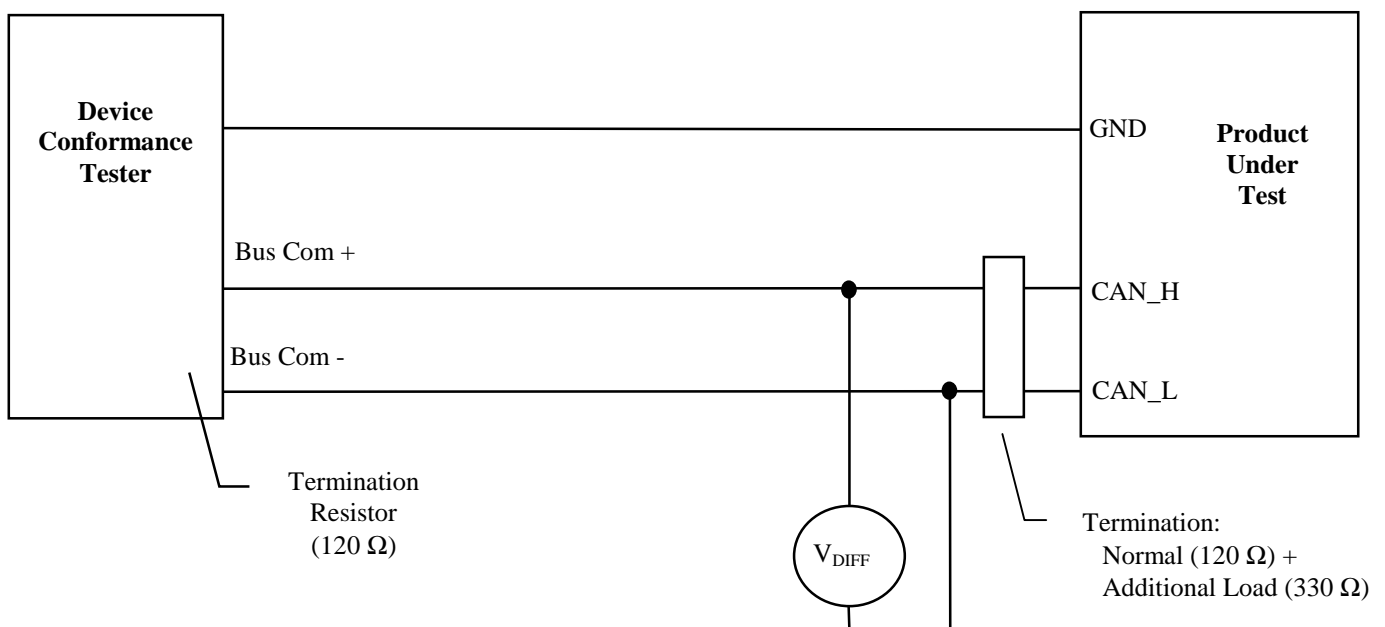 Device
Conformance
Tester
GND
Product
Under
Test
Bus Com +
CAN_H
Bus Com -
CAN_L
Termination
Resistor
(120 Ω)
V_DIFF
Termination:
Normal (120 Ω) +
Additional Load (330 Ω)